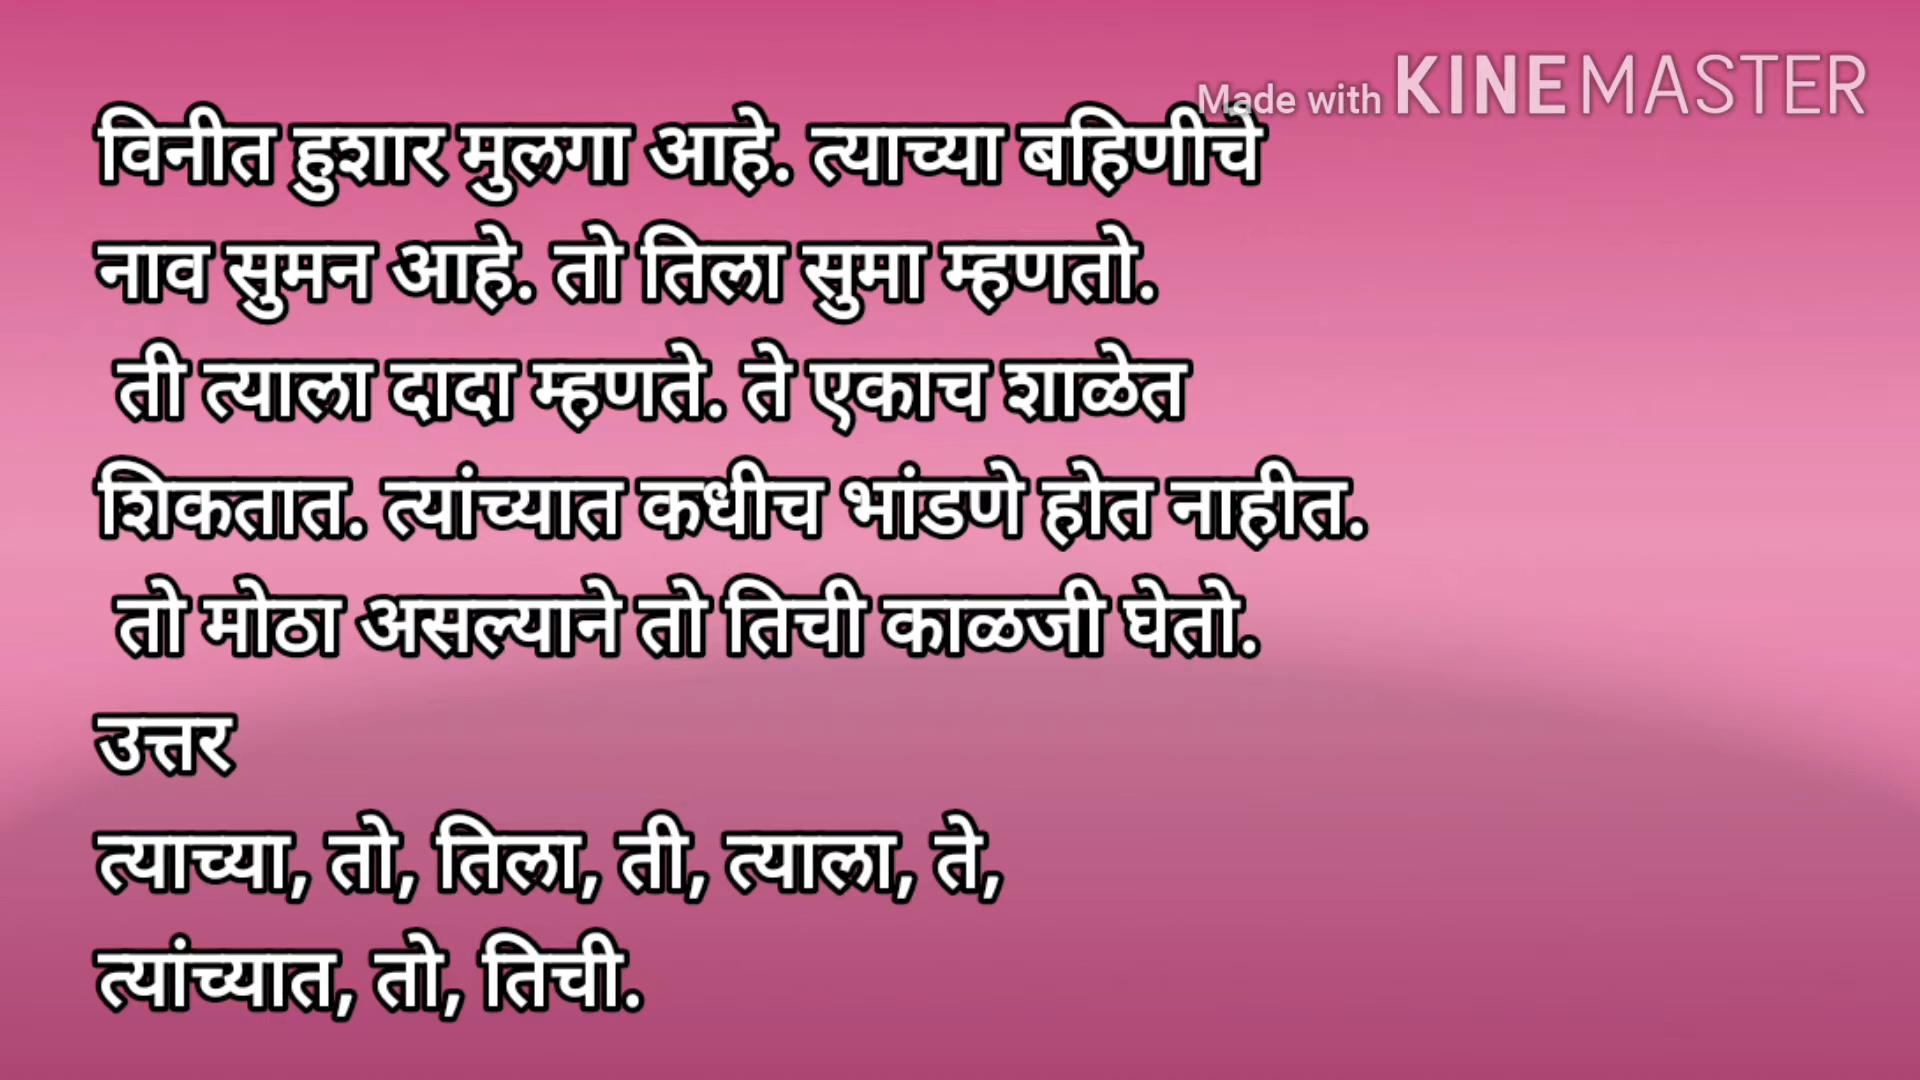 Made with KINEMASTER
विनीत हुशार मुलगा आहे. त्याच्या बहिणीचे
नाव सुमन आहे. तो तिला सुमा म्हणतो.
ती त्याला दादा म्हणते. ते एकाच शाळेत
शिकतात. त्यांच्यात कधीच भांडणे होत नाहीत.
तो मोठा असल्याने तो तिची काळजी घेतो.
उत्तर
त्याच्या, तो, तिला, ती, त्याला, ते,
त्यांच्यात, तो, तिची.